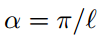 α = π/ℓ